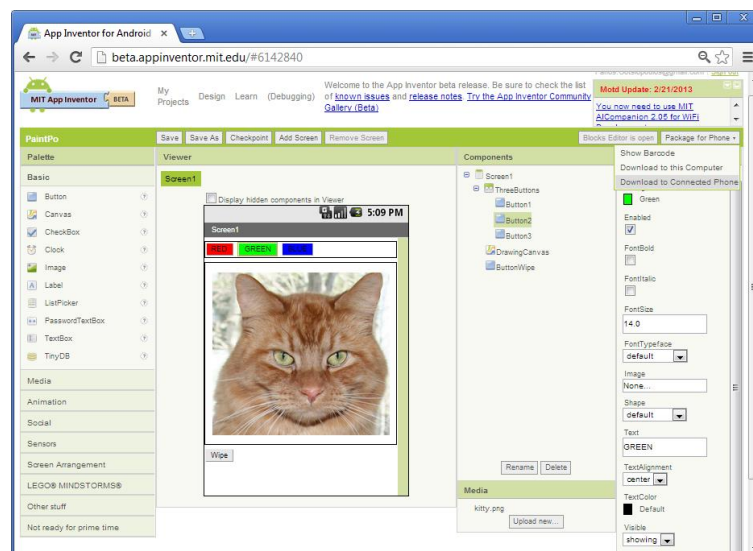 App Inventor for Android
beta.appinventor.mit.edu/#6142840
MIT App Inventor BETA
My Projects Design Learn (Debugging)
Welcome to the App Inventor beta release. Be sure to check the list
of known issues and release notes. Try the App Inventor Community
Gallery (Beta)
Motd Update: 2/21/2013
You now need to use MIT
AICompanion 2.05 for WiFi
PaintPo
Save Save As Checkpoint Add Screen Remove Screen
Blocks Editor is open Package for Phone
Show Barcode
Download to this Computer
Download to Connected Phone
Palette
Basic
Button
Canvas
CheckBox
Clock
Image
Label
ListPicker
PasswordTextBox
TextBox
TinyDB
Media
Animation
Social
Sensors
Screen Arrangement
LEGO® MINDSTORMS®
Other stuff
Not ready for prime time
Viewer
Screen1
Display hidden components in Viewer
5:09 PM
Screen1
RED GREEN BLUE
Wipe
Components
Screen1
ThreeButtons
Button1
Button2
Button3
DrawingCanvas
ButtonWipe
Rename Delete
Media
kitty.png
Upload new...
Green
Enabled
FontBold
FontItalic
FontSize
14.0
FontTypeface
default
Image
None...
Shape
default
Text
GREEN
TextAlignment
center
TextColor
Default
Visible
showing